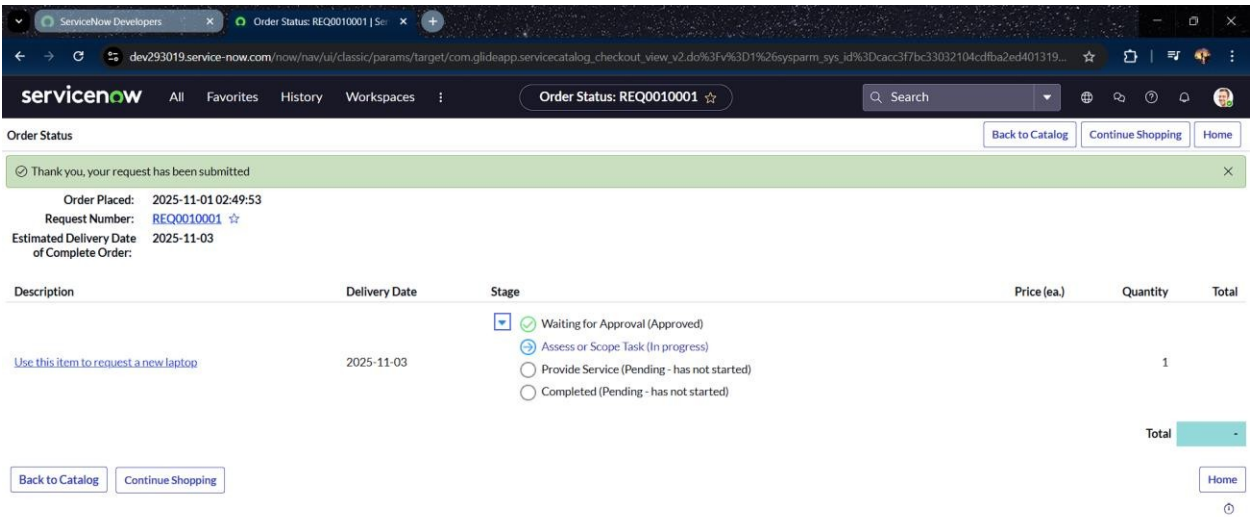 ServiceNow Developers
Order Status: REQ0010001 | Ser
dev293019.service-now.com/now/nav/ui/classic/params/target/com.glideapp.servicecatalog_checkout_view_v2.do%3Fv%3D1%26sysparm_sys_id%3Dcacc3f7bc33032104cdfba2ed401319...
servicenow All Favorites History Workspaces Order Status: REQ0010001 Search
Order Status Back to Catalog Continue Shopping Home
Thank you, your request has been submitted
Order Placed: 2025-11-01 02:49:53
Request Number: REQ0010001
Estimated Delivery Date 2025-11-03
of Complete Order:
Description Delivery Date Stage Price (ea.) Quantity Total
Waiting for Approval (Approved)
Assess or Scope Task (In progress)
Use this item to request a new laptop 2025-11-03 1
Provide Service (Pending - has not started)
Completed (Pending - has not started)
Total -
Back to Catalog Continue Shopping Home